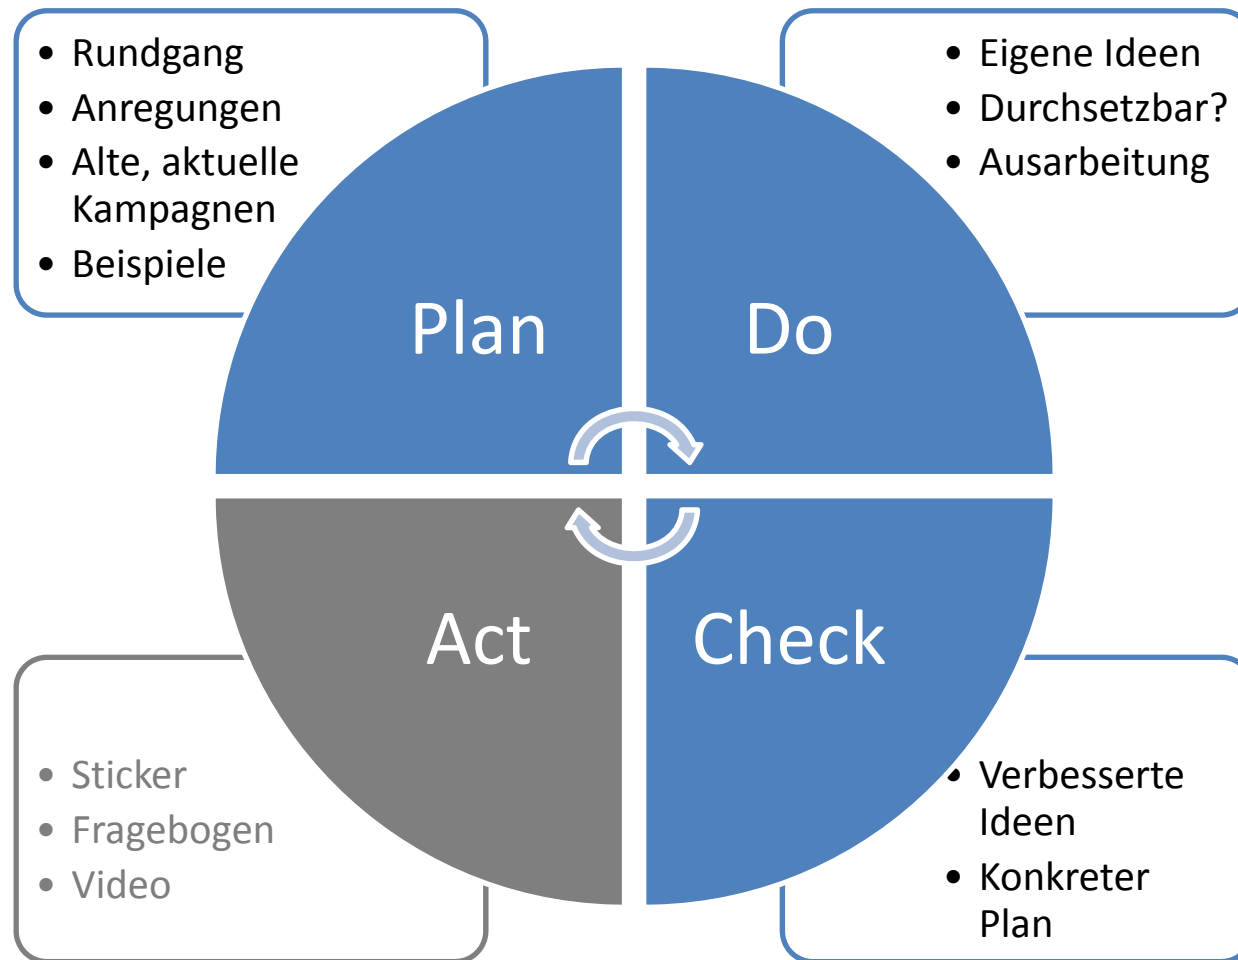 • Rundgang
• Anregungen
• Alte, aktuelle
Kampagnen
• Beispiele
• Eigene Ideen
• Durchsetzbar?
• Ausarbeitung
Plan
Do
Act
Check
• Sticker
• Fragebogen
• Video
• Verbesserte
Ideen
• Konkreter
Plan